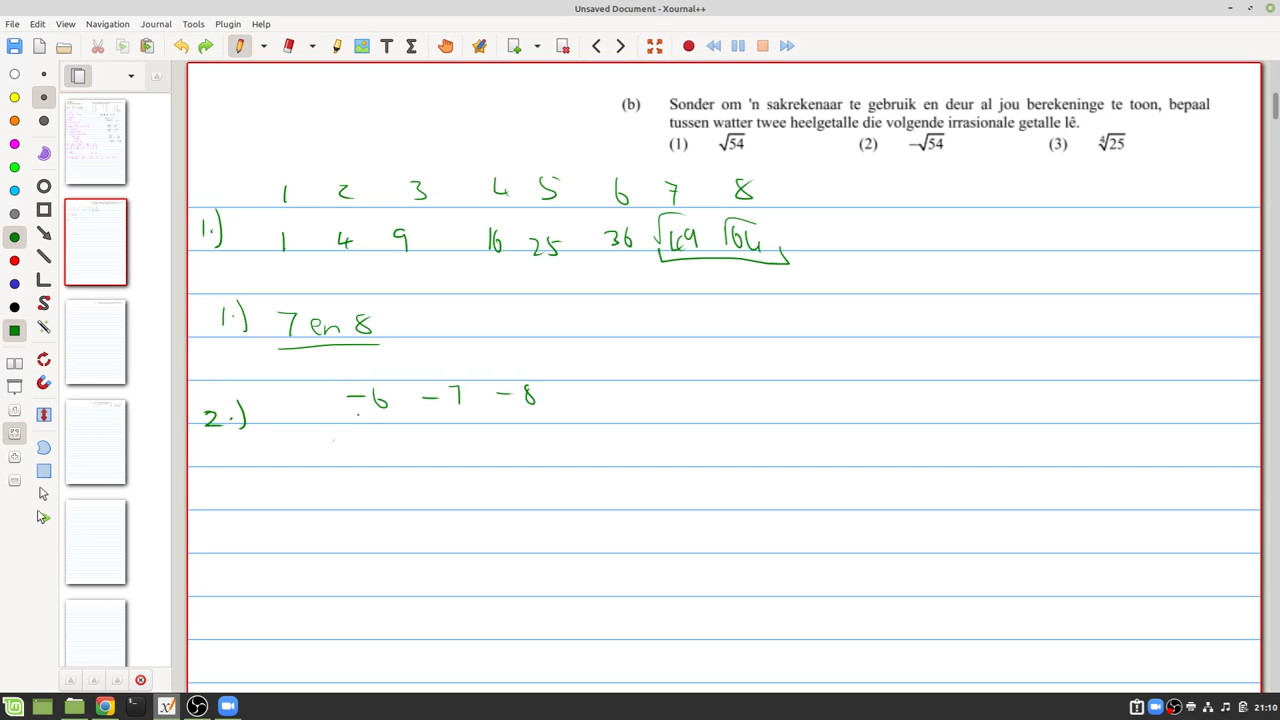 Unsaved Document - Xournal++
File Edit View Navigation Journal Tools Plugin Help
(b) Sonder om 'n sakrekenaar te gebruik en deur al jou berekeninge te toon, bepaal
tussen watter twee heelgetalle die volgende irrasionale getalle lê.
(1) √54 (2) –√54 (3) ∜25
1 2 3 4 5 6 7 8
1.) 1 4 9 16 25 36 √49 √64
1.) 7 en 8
2.) -6 -7 -8
21:10